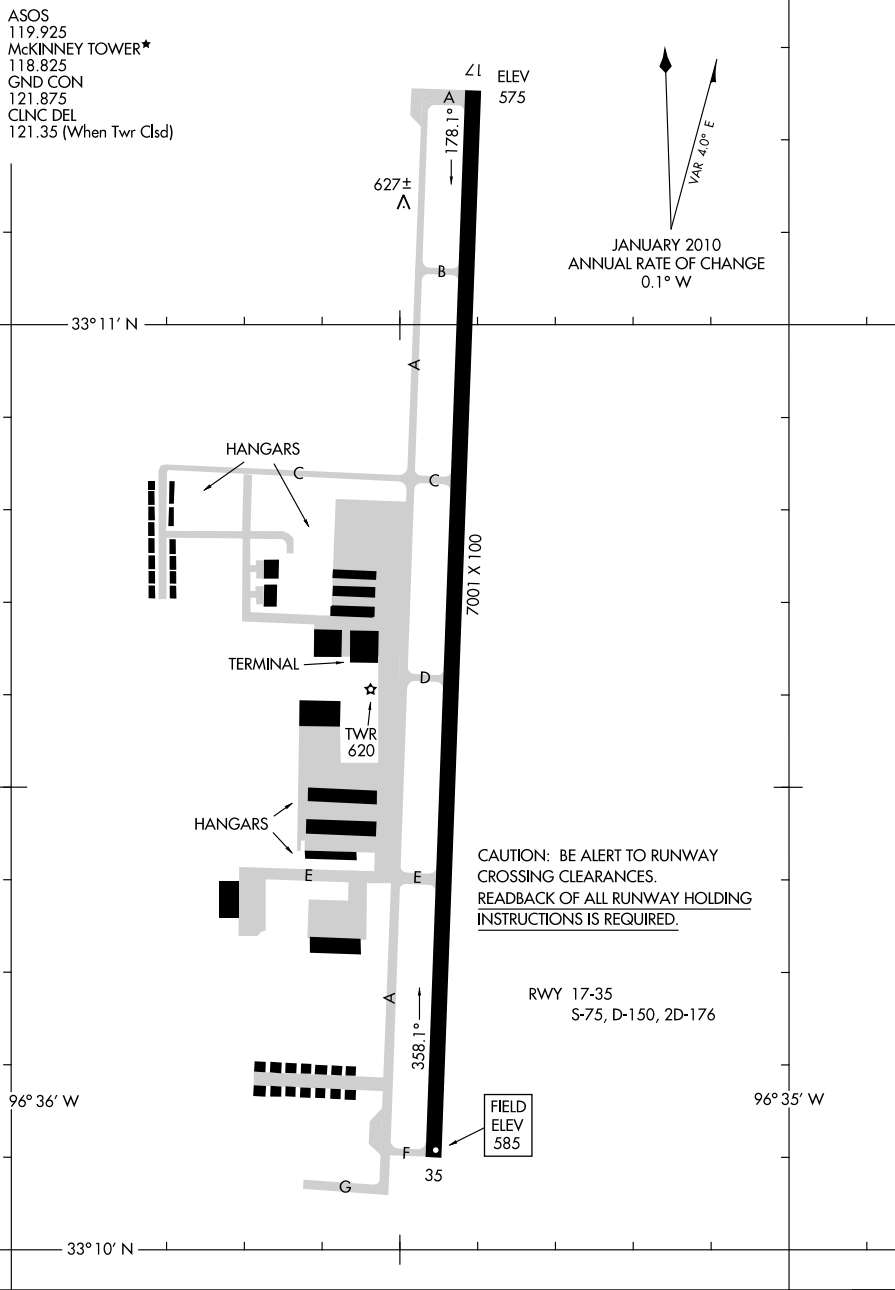 ASOS
119.925
McKINNEY TOWER★
118.825
GND CON
121.875
CLNC DEL
121.35 (When Twr Clsd)
17
ELEV
575
A
178.1°
627±
VAR 4.0° E
JANUARY 2010
ANNUAL RATE OF CHANGE
0.1° W
B
33°11' N
A
HANGARS
C
C
7001 X 100
TERMINAL
D
TWR
620
HANGARS
CAUTION: BE ALERT TO RUNWAY
CROSSING CLEARANCES.
READBACK OF ALL RUNWAY HOLDING
INSTRUCTIONS IS REQUIRED.
E
E
A
358.1°
RWY 17-35
S-75, D-150, 2D-176
96°36' W
96°35' W
FIELD
ELEV
585
F
35
G
33°10' N